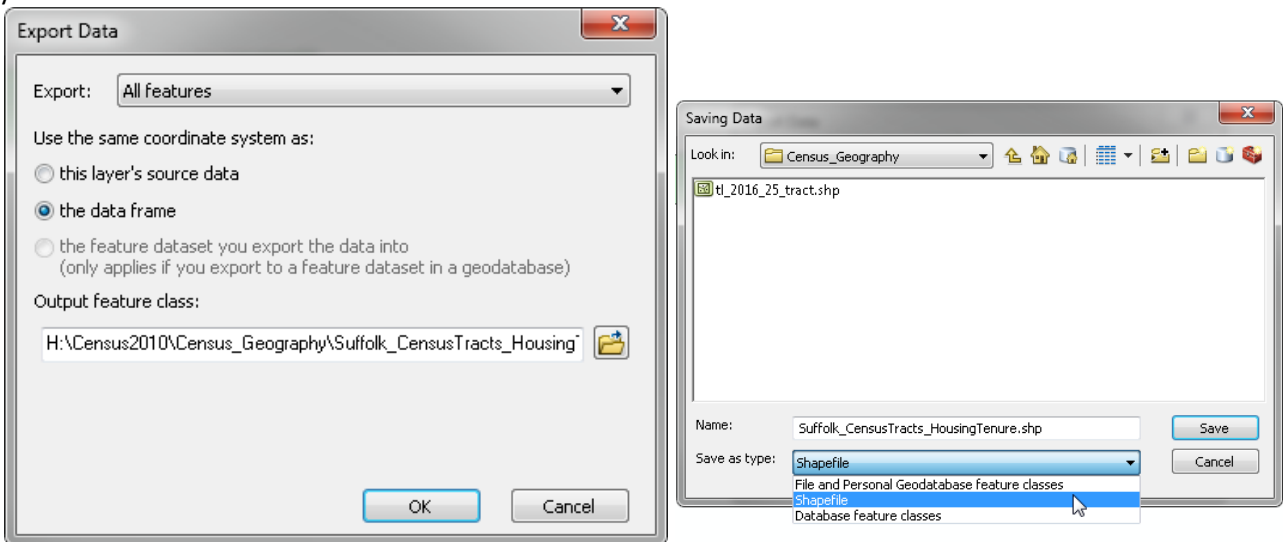 Export Data
Export: All features
Use the same coordinate system as:
this layer's source data
the data frame
the feature dataset you export the data into
(only applies if you export to a feature dataset in a geodatabase)
Output feature class:
H:\Census2010\Census_Geography\Suffolk_CensusTracts_Housing
OK Cancel
Saving Data
Look in: Census_Geography
tl_2016_25_tract.shp
Name: Suffolk_CensusTracts_HousingTenure.shp Save
Save as type: Shapefile Cancel
File and Personal Geodatabase feature classes
Shapefile
Database feature classes